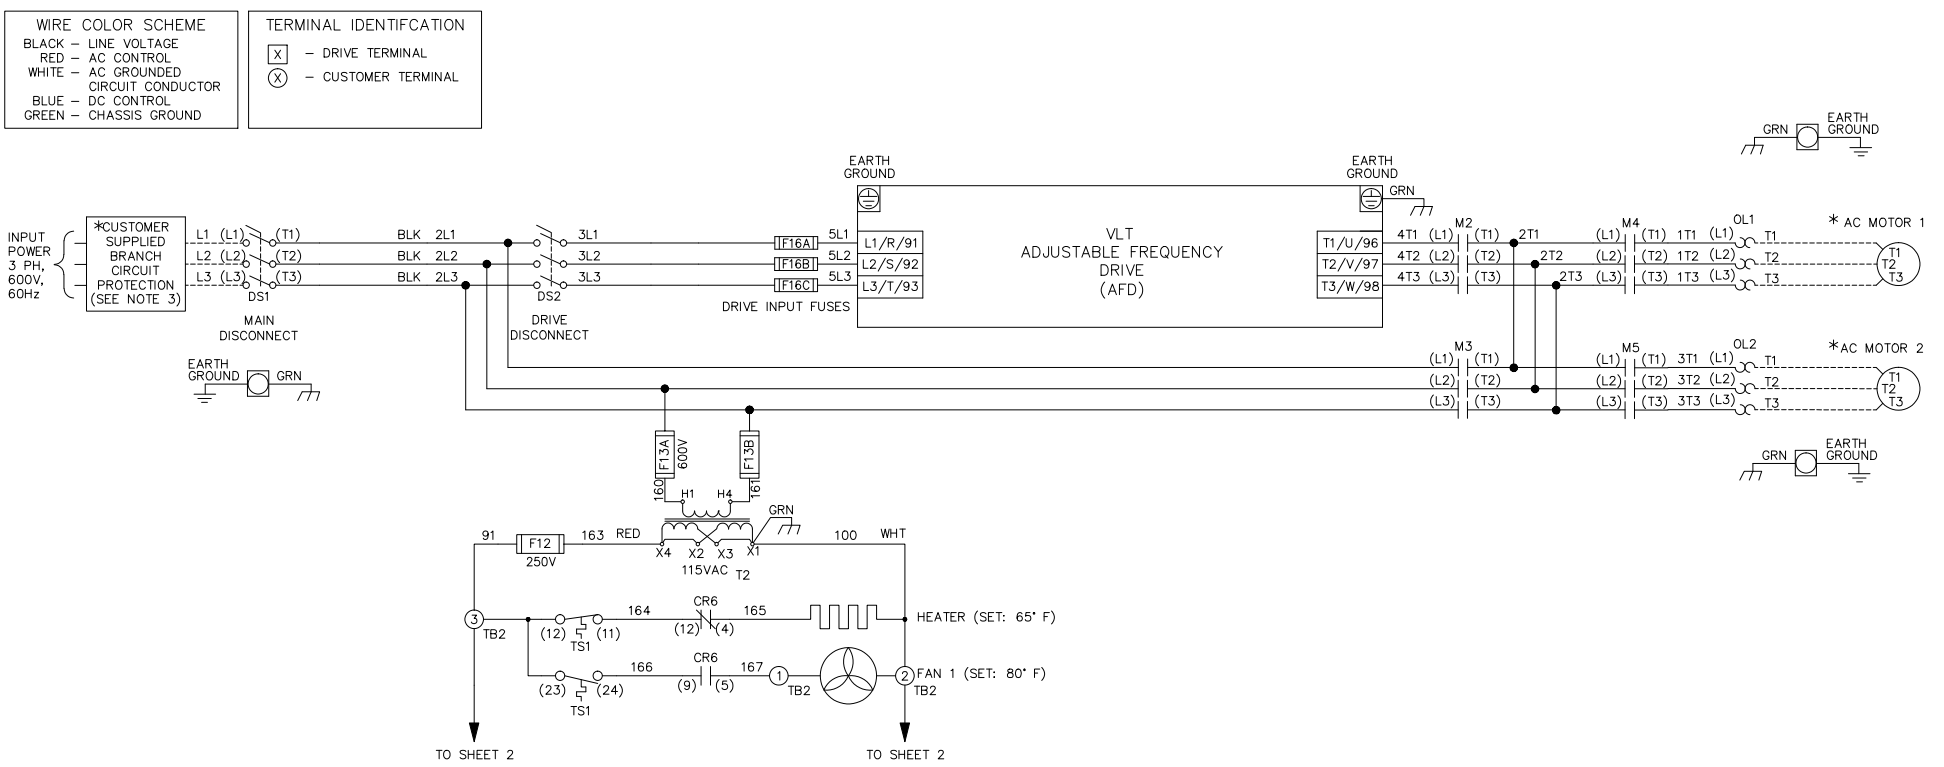 WIRE COLOR SCHEME
BLACK – LINE VOLTAGE
RED – AC CONTROL
WHITE – AC GROUNDED
CIRCUIT CONDUCTOR
BLUE – DC CONTROL
GREEN – CHASSIS GROUND
TERMINAL IDENTIFCATION
X – DRIVE TERMINAL
X – CUSTOMER TERMINAL
GRN
EARTH
GROUND
INPUT
POWER
3 PH,
600V,
60Hz
*CUSTOMER
SUPPLIED
BRANCH
CIRCUIT
PROTECTION
(SEE NOTE 3)
L1 (L1) (T1) BLK 2L1 3L1 F16A 5L1
L2 (L2) (T2) BLK 2L2 3L2 F16B 5L2
L3 (L3) (T3) BLK 2L3 3L3 F16C 5L3
DS1
MAIN
DISCONNECT
DS2
DRIVE
DISCONNECT
DRIVE INPUT FUSES
EARTH
GROUND
L1/R/91
L2/S/92
L3/T/93
VLT
ADJUSTABLE FREQUENCY
DRIVE
(AFD)
EARTH
GROUND
GRN
T1/U/96
T2/V/97
T3/W/98
M2 M4 OL1
4T1 (L1) (T1) 2T1 (L1) (T1) 1T1 (L1) T1
4T2 (L2) (T2) 2T2 (L2) (T2) 1T2 (L2) T2
4T3 (L3) (T3) 2T3 (L3) (T3) 1T3 (L3) T3
* AC MOTOR 1
T1
T2
T3
EARTH
GROUND
GRN
M3 M5 OL2
(L1) (T1) (L1) (T1) 3T1 (L1) T1
(L2) (T2) (L2) (T2) 3T2 (L2) T2
(L3) (T3) (L3) (T3) 3T3 (L3) T3
*AC MOTOR 2
T1
T2
T3
GRN
EARTH
GROUND
F13A
600V
F13B
160
161
H1 H4
GRN
91 F12 163 RED
250V
X4 X2 X3 X1
115VAC T2
100 WHT
3
TB2
(12) (11)
TS1
164
CR6
(12) (4)
165
HEATER (SET: 65° F)
(23) (24)
TS1
166
CR6
(9) (5)
167
1
TB2
2
TB2
FAN 1 (SET: 80° F)
TO SHEET 2
TO SHEET 2